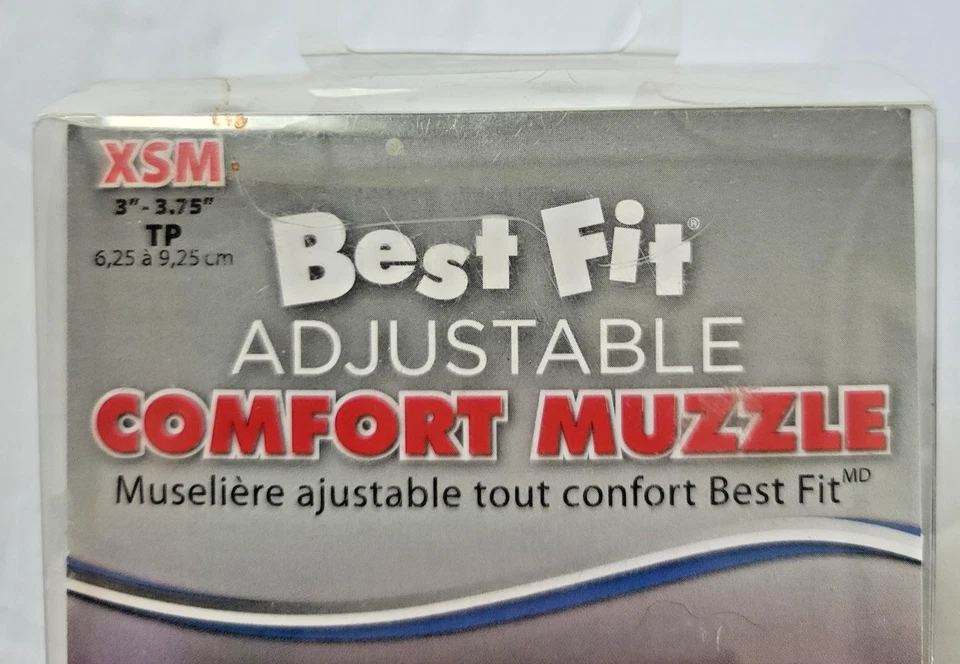 XSM
3"- 3.75"
TP
6,25 à 9,25 cm
Best Fit®
ADJUSTABLE
COMFORT MUZZLE
Muselière ajustable tout confort Best Fit MD